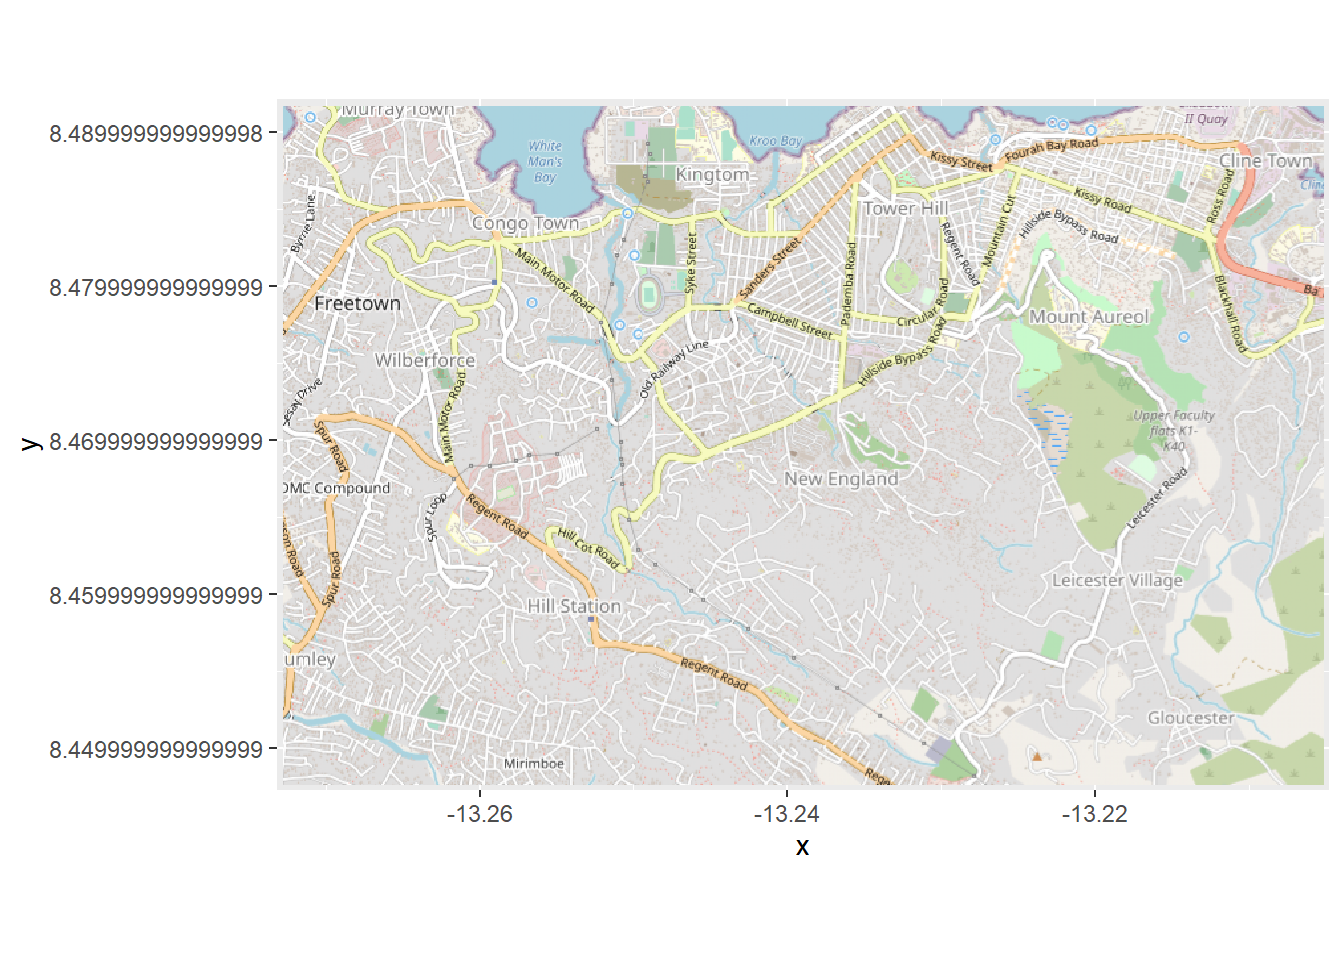 Murray Town
II Quay
8.489999999999998
White
Man's
Bay
Kroo Bay
Kissy Street
Fourah Bay Road
Cline Town
Kingtom
Kissy Road
Ross Road
Byrne Lane
Congo Town
Tower Hill
Hillside Bypass Road
Regent Road
Mountain Cut
Main Motor Road
Syke Street
Sanders Street
Pademba Road
8.479999999999999
Freetown
Campbell Street
Circular Road
Mount Aureol
Blackhall Road
Ba
Wilberforce
Old Railway Line
Hillside Bypass Road
esay Drive
Main Motor Road
8.469999999999999
y
Spur Road
Upper Faculty
flats K1-
K40
New England
OMC Compound
Spur Loop
Regent Road
Leicester Road
Hill Cot Road
Spur Road
8.459999999999999
Leicester Village
Hill Station
umley
Regent Road
Gloucester
8.449999999999999
Mirimboe
Rege
-13.26
-13.24
-13.22
x